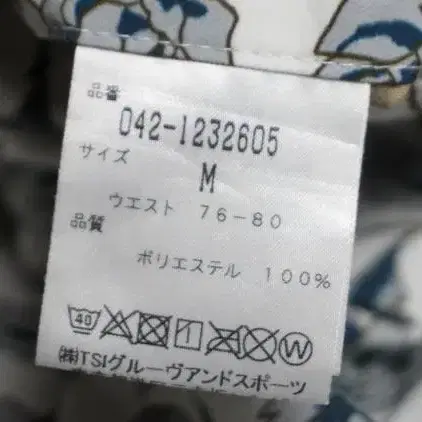 品番
042-1232605
サイズ
M
ウエスト 76-80
品質
ポリエステル 100%
40 W
㈱TSIグルーヴアンドスポーツ